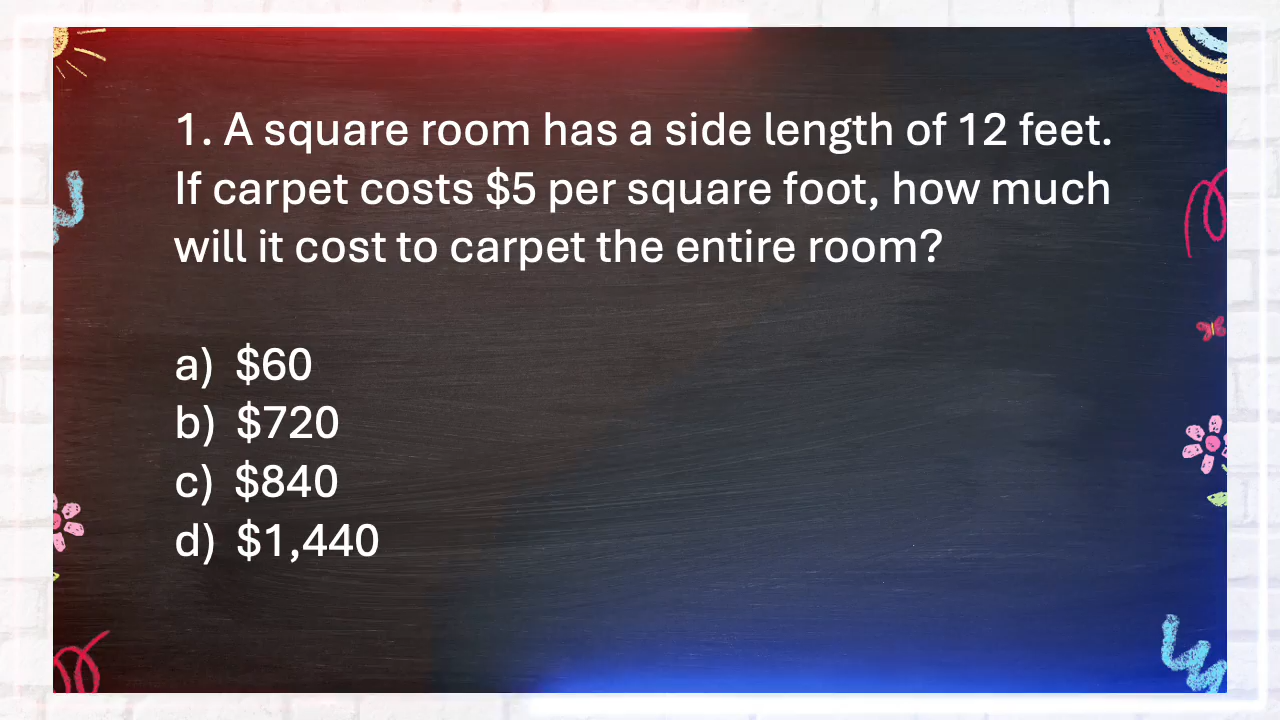 1. A square room has a side length of 12 feet.
If carpet costs $5 per square foot, how much
will it cost to carpet the entire room?
a) $60
b) $720
c) $840
d) $1,440